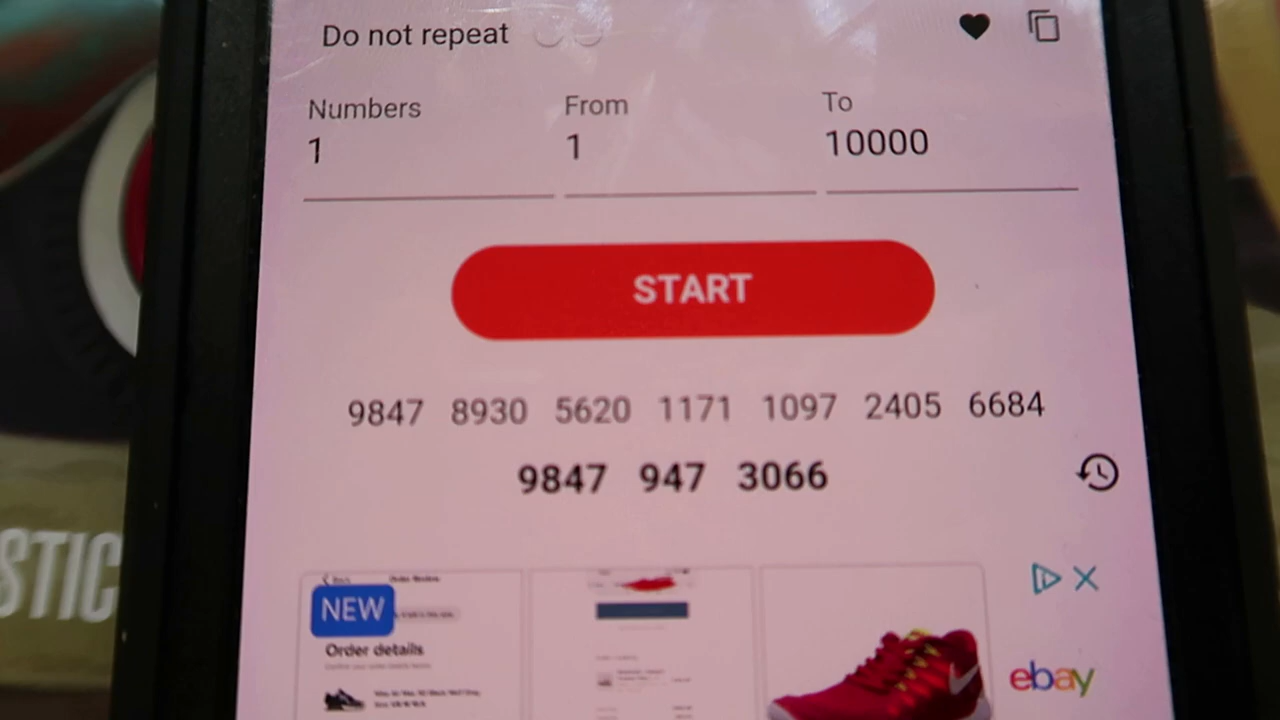 Do not repeat
Numbers From To
1 1 10000
START
9847 8930 5620 1171 1097 2405 6684
9847 947 3066
NEW
Order details
ebay
STIC